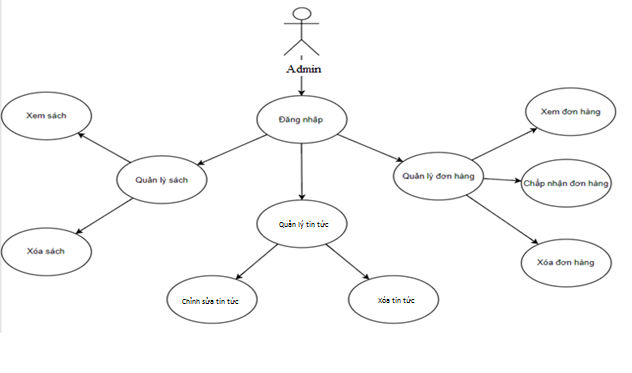 Admin
Đăng nhập
Xem sách
Xem đơn hàng
Quản lý sách
Quản lý đơn hàng
Chấp nhận đơn hàng
Quản lý tin tức
Xóa sách
Xóa đơn hàng
Chỉnh sửa tin tức
Xóa tin tức